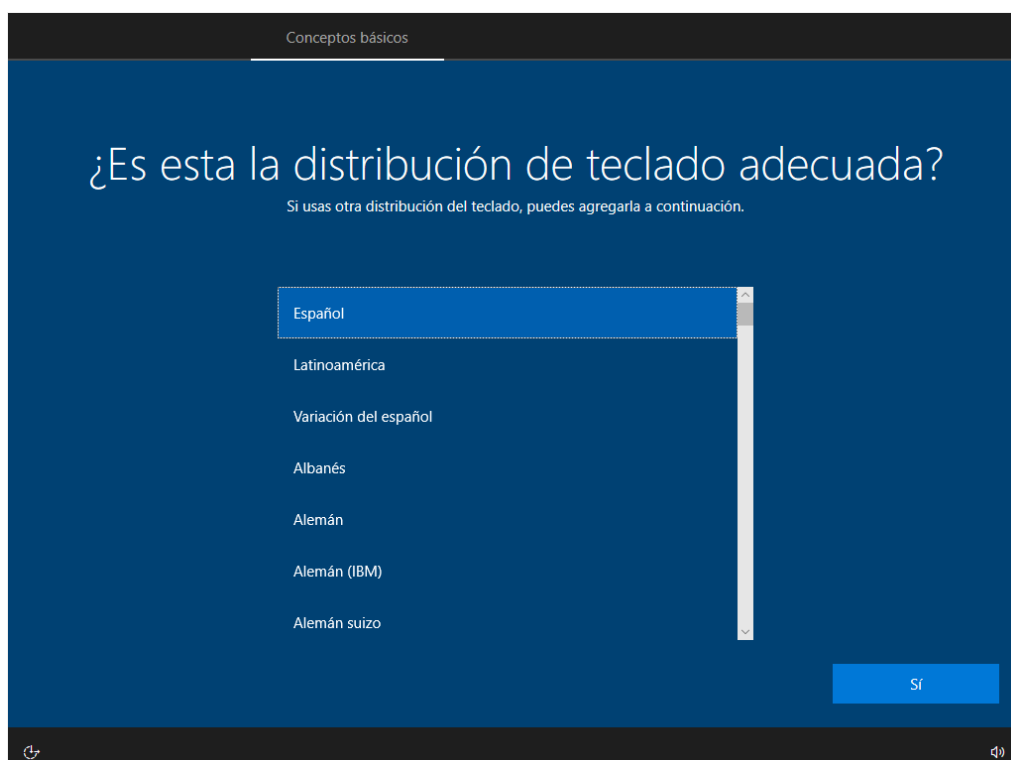 Conceptos básicos
¿Es esta la distribución de teclado adecuada?
Si usas otra distribución del teclado, puedes agregarla a continuación.
Español
Latinoamérica
Variación del español
Albanés
Alemán
Alemán (IBM)
Alemán suizo
Sí